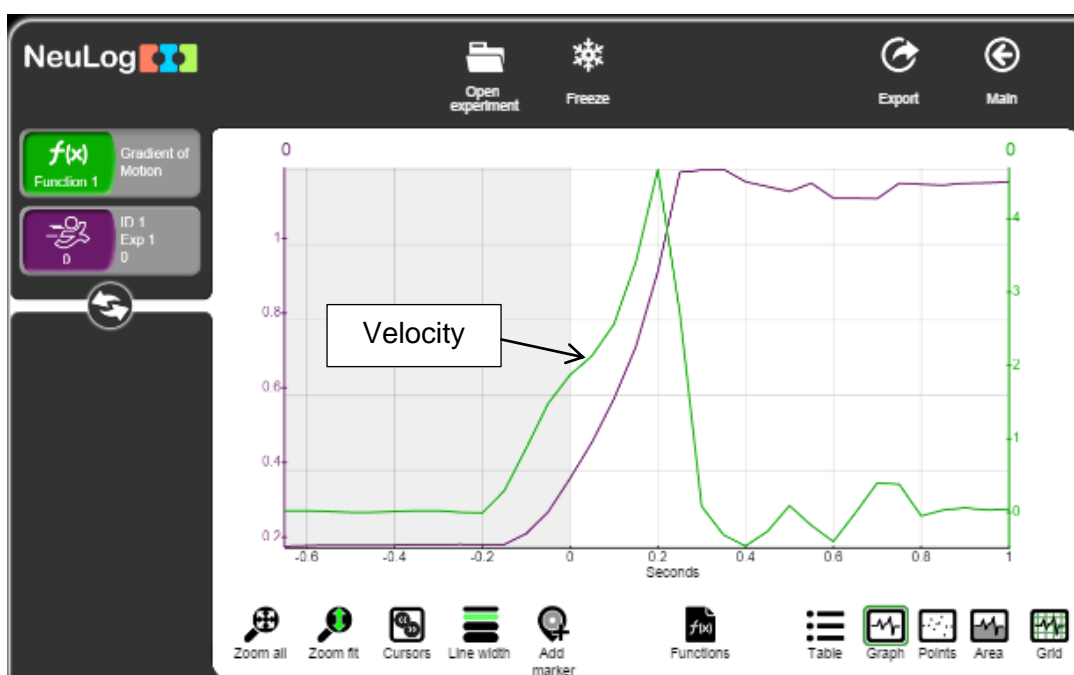 NeuLog
Open
experiment
Freeze
Export
Main
f(x)
Function 1
Gradient of
Motion
0
ID 1
Exp 1
0
0
0
1
0.8
0.6
0.4
0.2
4
3
2
1
0
Velocity
-0.6
-0.4
-0.2
0
0.2
0.4
0.6
0.8
1
Seconds
Zoom all
Zoom fit
Cursors
Line width
Add
marker
f(x)
Functions
Table
Graph
Points
Area
Grid